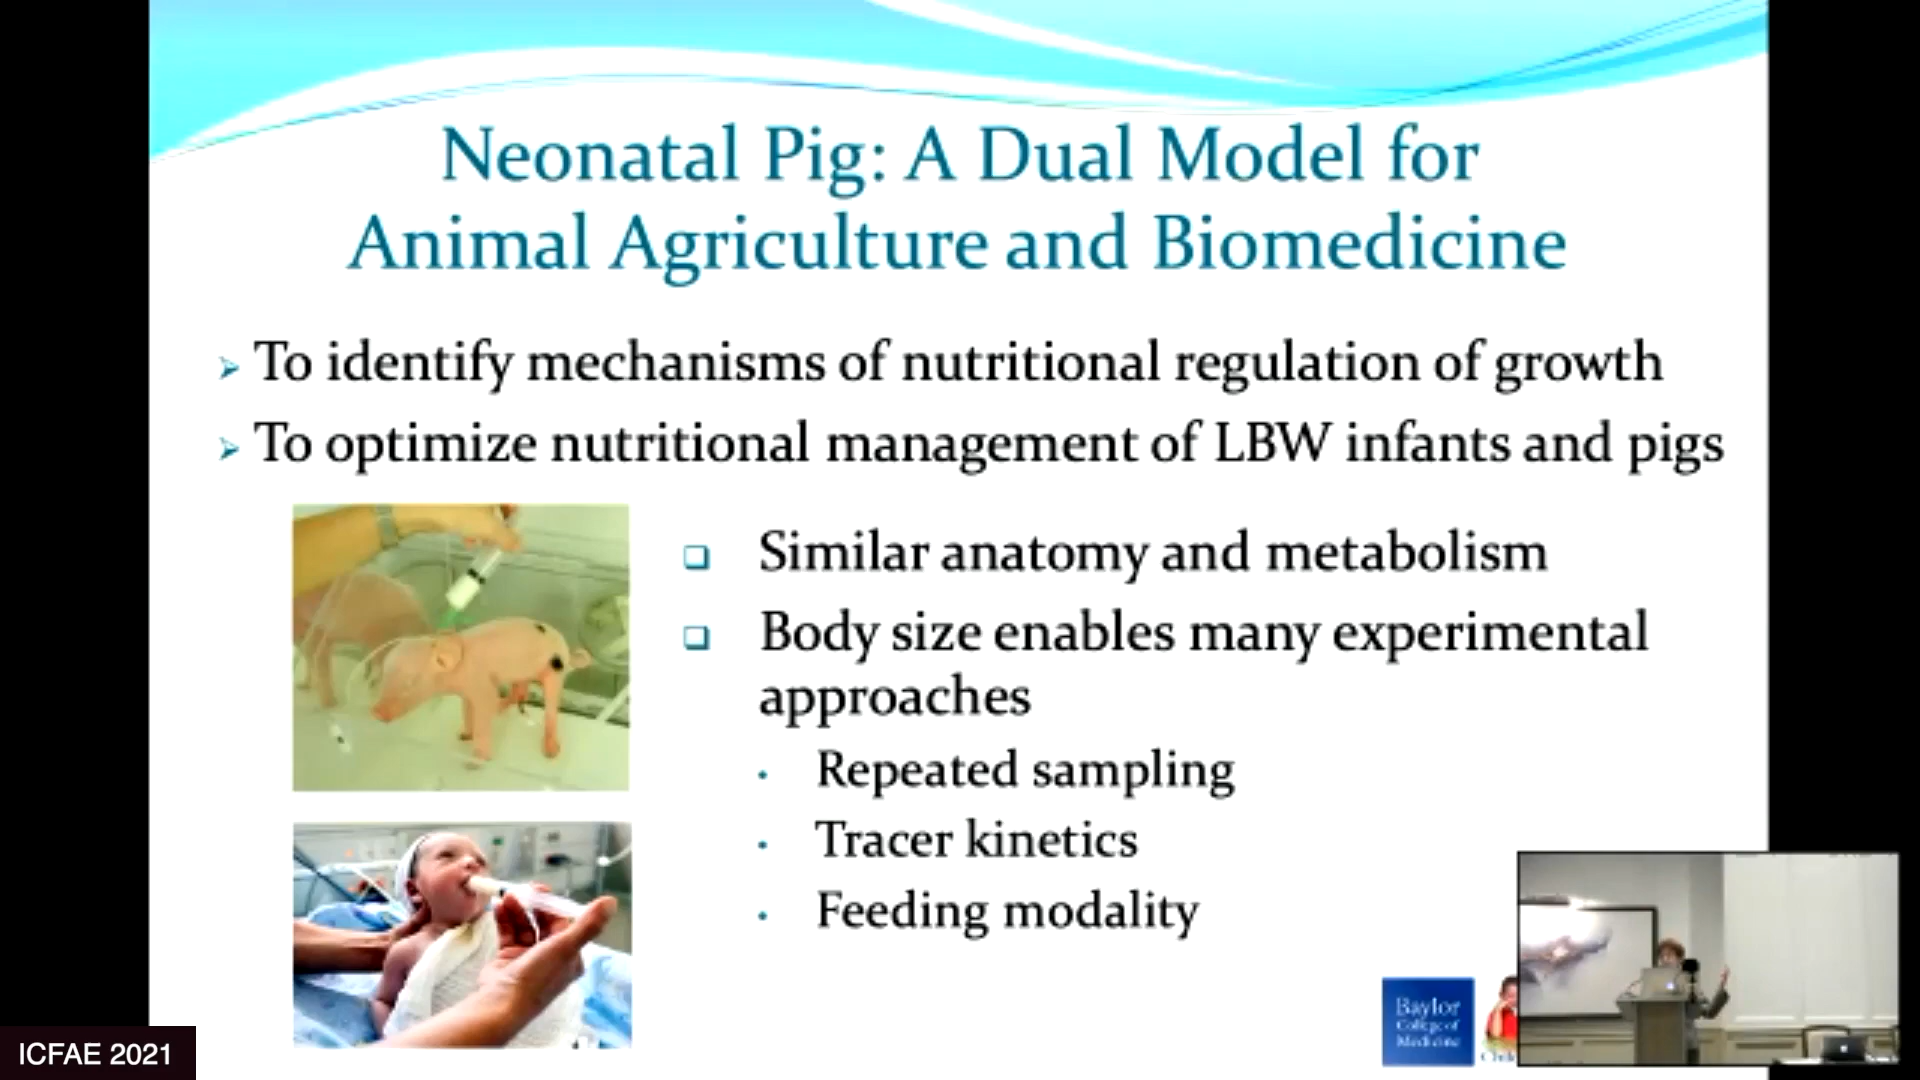 Neonatal Pig: A Dual Model for
Animal Agriculture and Biomedicine
To identify mechanisms of nutritional regulation of growth
To optimize nutritional management of LBW infants and pigs
Similar anatomy and metabolism
Body size enables many experimental
approaches
Repeated sampling
Tracer kinetics
Feeding modality
Baylor
College of
Medicine
ICFAE 2021